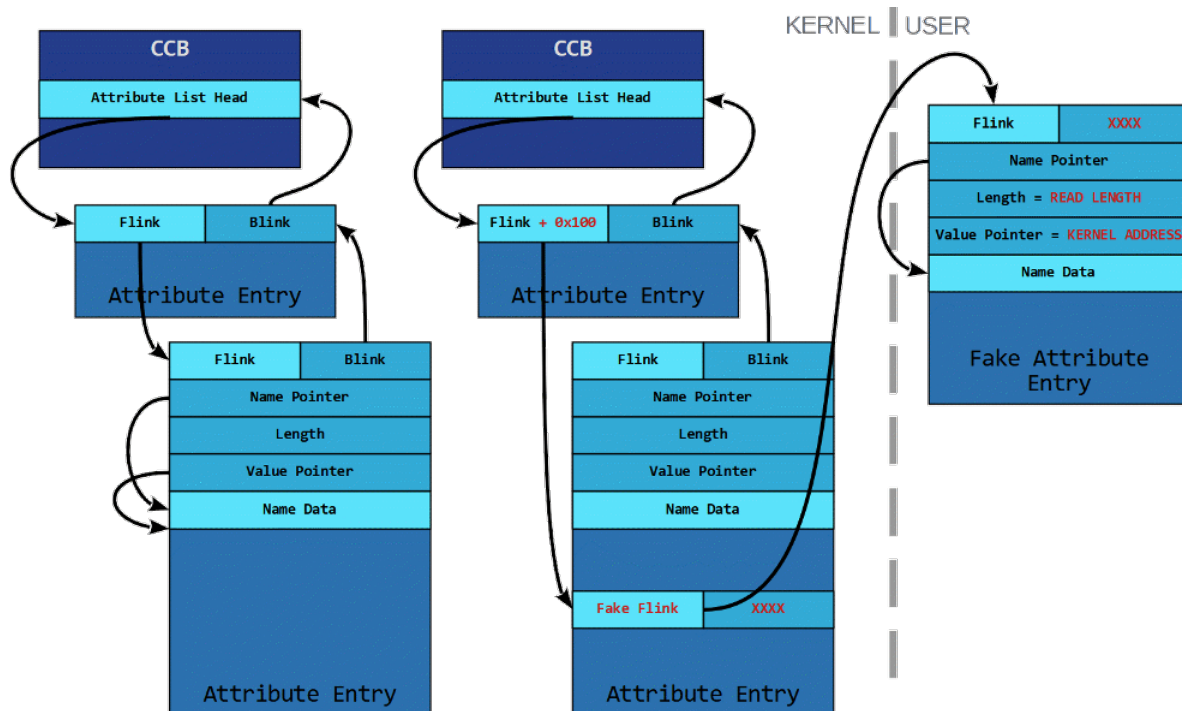 KERNEL USER
CCB
Attribute List Head
Flink Blink
Attribute Entry
Flink Blink
Name Pointer
Length
Value Pointer
Name Data
Attribute Entry
CCB
Attribute List Head
Flink + 0x100 Blink
Attribute Entry
Flink Blink
Name Pointer
Length
Value Pointer
Name Data
Fake Flink XXXX
Attribute Entry
Flink XXXX
Name Pointer
Length = READ LENGTH
Value Pointer = KERNEL ADDRESS
Name Data
Fake Attribute
Entry